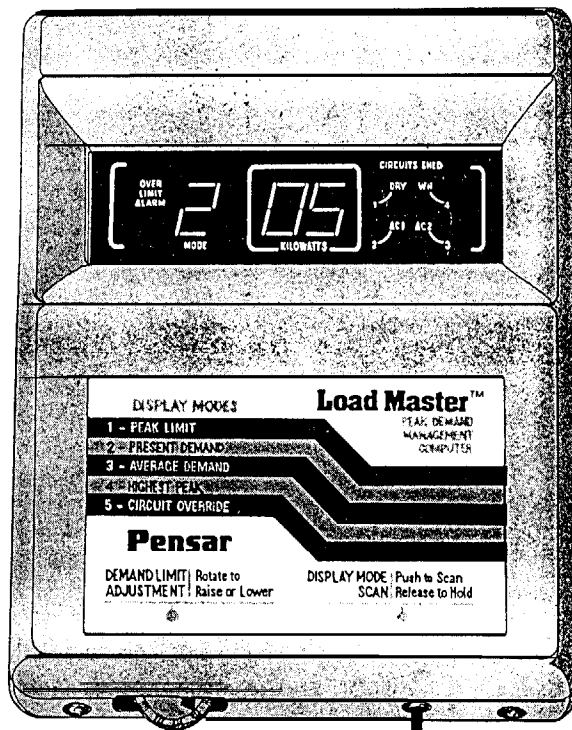 OVER
LIMIT
ALARM
2
MODE
05
KILOWATTS
CIRCUITS SHED
DRY WH
1 4
AC1 AC2
2 3
DISPLAY MODES
1 - PEAK LIMIT
2 - PRESENT DEMAND
3 - AVERAGE DEMAND
4 - HIGHEST PEAK
5 - CIRCUIT OVERRIDE
Load Master™
PEAK DEMAND
MANAGEMENT
COMPUTER
Pensar
DEMAND LIMIT Rotate to
ADJUSTMENT Raise or Lower
DISPLAY MODE Push to Scan
SCAN Release to Hold